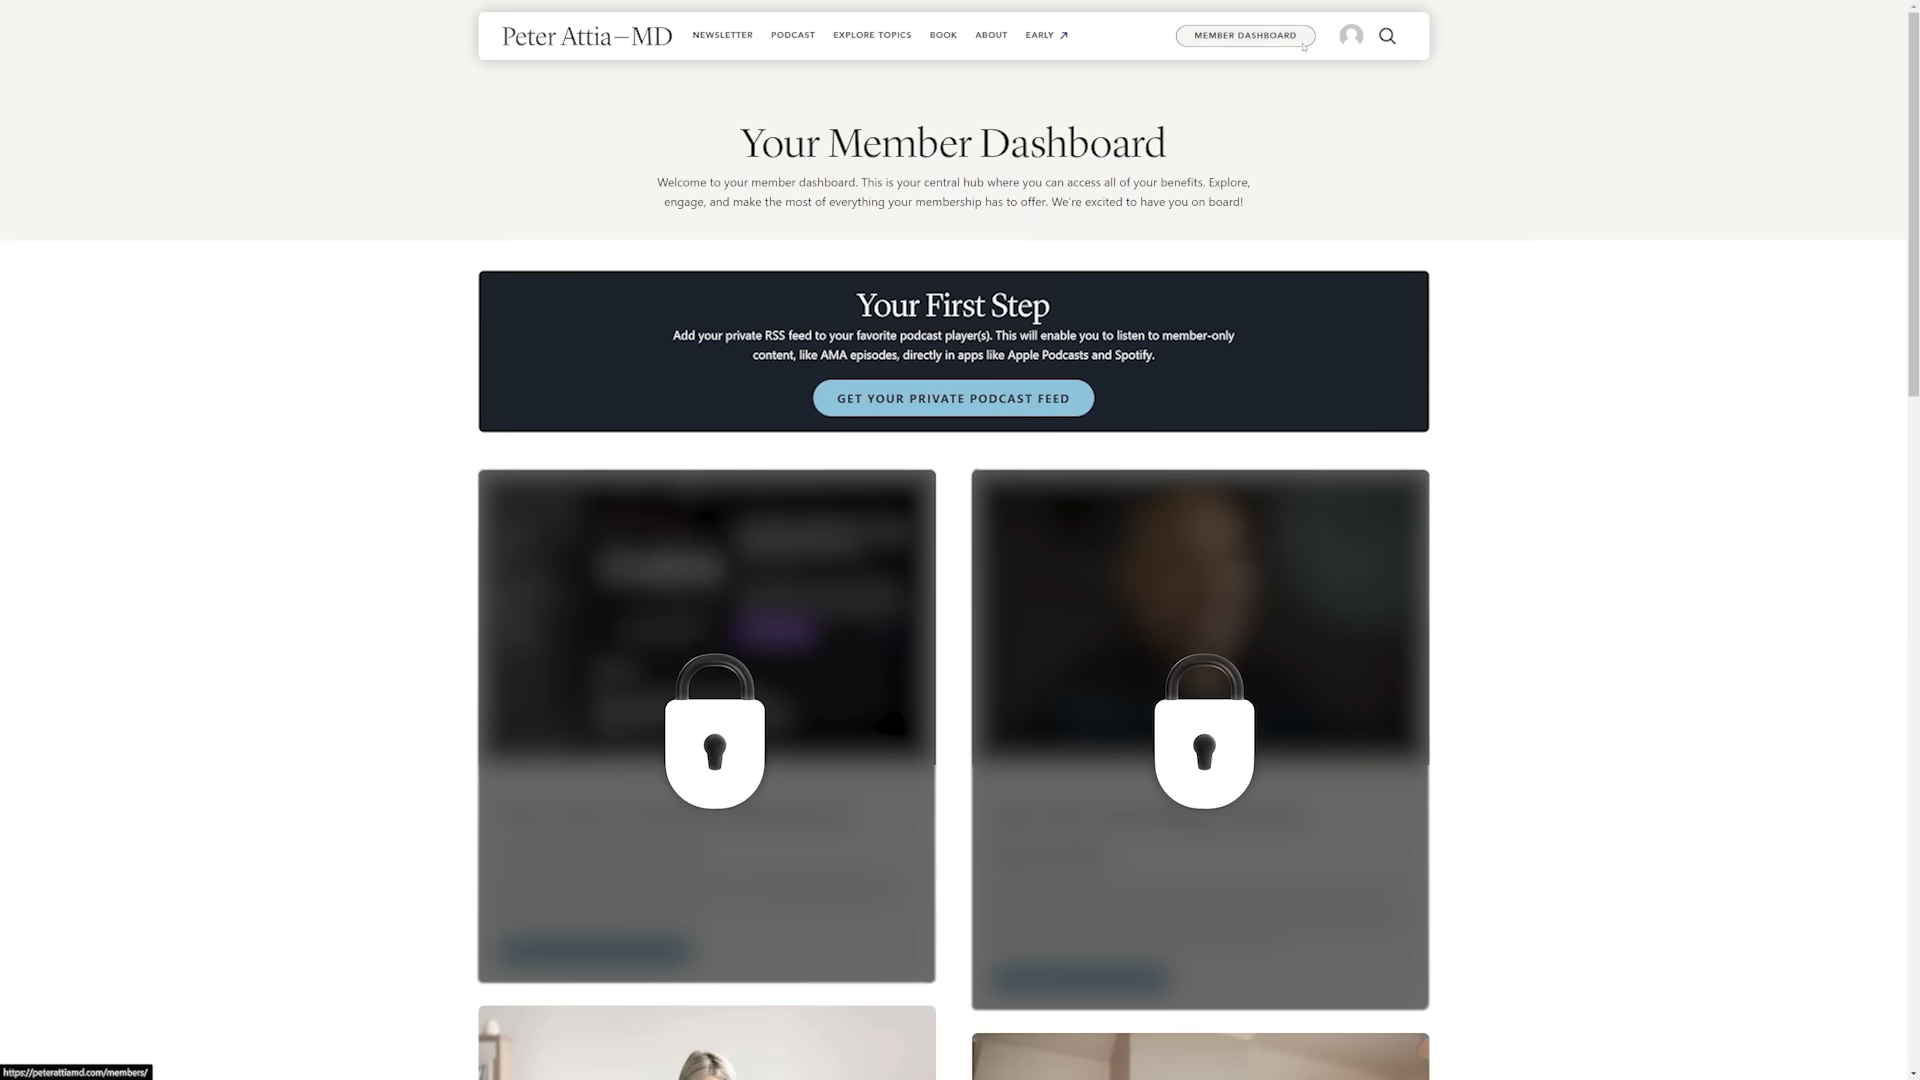 Peter Attia—MD
NEWSLETTER
PODCAST
EXPLORE TOPICS
BOOK
ABOUT
EARLY
MEMBER DASHBOARD
Your Member Dashboard
Welcome to your member dashboard. This is your central hub where you can access all of your benefits. Explore,
engage, and make the most of everything your membership has to offer. We're excited to have you on board!
Your First Step
Add your private RSS feed to your favorite podcast player(s). This will enable you to listen to member-only
content, like AMA episodes, directly in apps like Apple Podcasts and Spotify.
GET YOUR PRIVATE PODCAST FEED
https://peterattiamd.com/members/